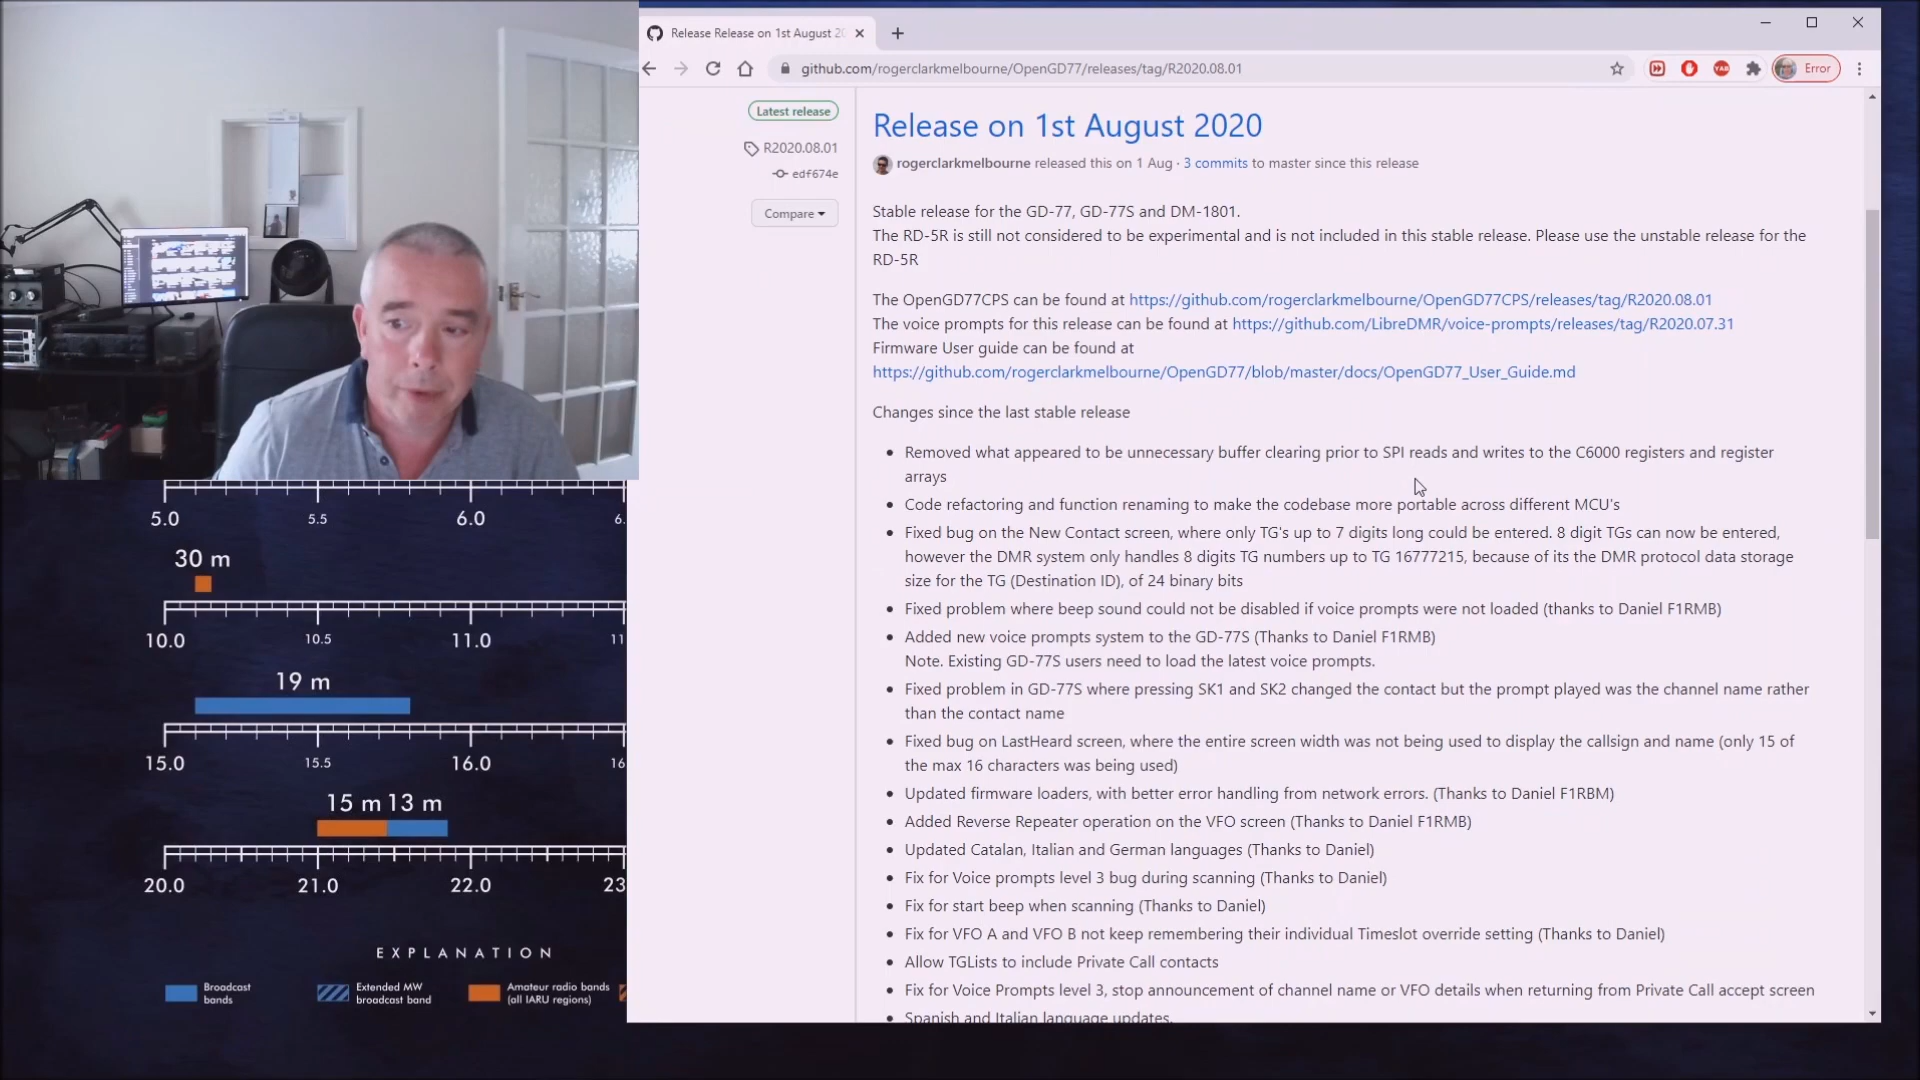 Release Release on 1st August 20
github.com/rogerclarkmelbourne/OpenGD77/releases/tag/R2020.08.01
Error
Latest release
R2020.08.01
edf674e
Compare
Release on 1st August 2020
rogerclarkmelbourne released this on 1 Aug · 3 commits to master since this release
Stable release for the GD-77, GD-77S and DM-1801.
The RD-5R is still not considered to be experimental and is not included in this stable release. Please use the unstable release for the
RD-5R
The OpenGD77CPS can be found at https://github.com/rogerclarkmelbourne/OpenGD77CPS/releases/tag/R2020.08.01
The voice prompts for this release can be found at https://github.com/LibreDMR/voice-prompts/releases/tag/R2020.07.31
Firmware User guide can be found at
https://github.com/rogerclarkmelbourne/OpenGD77/blob/master/docs/OpenGD77_User_Guide.md
Changes since the last stable release
• Removed what appeared to be unnecessary buffer clearing prior to SPI reads and writes to the C6000 registers and register
arrays
• Code refactoring and function renaming to make the codebase more portable across different MCU's
• Fixed bug on the New Contact screen, where only TG's up to 7 digits long could be entered. 8 digit TGs can now be entered,
however the DMR system only handles 8 digits TG numbers up to TG 16777215, because of its the DMR protocol data storage
size for the TG (Destination ID), of 24 binary bits
• Fixed problem where beep sound could not be disabled if voice prompts were not loaded (thanks to Daniel F1RMB)
• Added new voice prompts system to the GD-77S (Thanks to Daniel F1RMB)
Note. Existing GD-77S users need to load the latest voice prompts.
• Fixed problem in GD-77S where pressing SK1 and SK2 changed the contact but the prompt played was the channel name rather
than the contact name
• Fixed bug on LastHeard screen, where the entire screen width was not being used to display the callsign and name (only 15 of
the max 16 characters was being used)
• Updated firmware loaders, with better error handling from network errors. (Thanks to Daniel F1RBM)
• Added Reverse Repeater operation on the VFO screen (Thanks to Daniel F1RMB)
• Updated Catalan, Italian and German languages (Thanks to Daniel)
• Fix for Voice prompts level 3 bug during scanning (Thanks to Daniel)
• Fix for start beep when scanning (Thanks to Daniel)
• Fix for VFO A and VFO B not keep remembering their individual Timeslot override setting (Thanks to Daniel)
• Allow TGLists to include Private Call contacts
• Fix for Voice Prompts level 3, stop announcement of channel name or VFO details when returning from Private Call accept screen
• Spanish and Italian language updates.
5.0 5.5 6.0 6.
30 m
10.0 10.5 11.0 11
19 m
15.0 15.5 16.0 16
15 m 13 m
20.0 21.0 22.0 23
EXPLANATION
Broadcast
bands
Extended MW
broadcast band
Amateur radio bands
(all IARU regions)